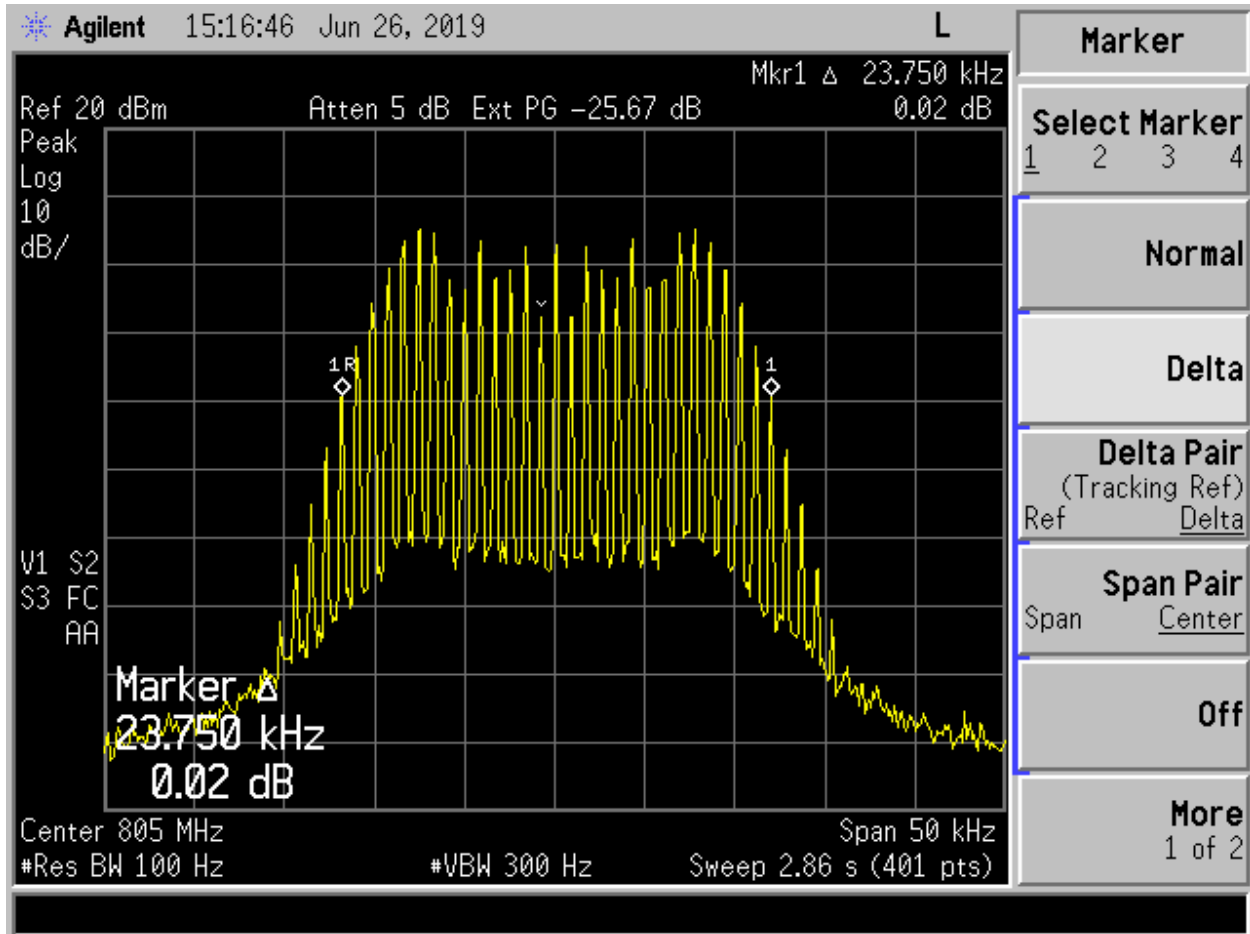 Agilent 15:16:46 Jun 26, 2019 L
Mkr1 Δ 23.750 kHz
Ref 20 dBm Atten 5 dB Ext PG -25.67 dB 0.02 dB
Peak
Log
10
dB/
1R
1
V1 S2
S3 FC
AA
Marker Δ
23.750 kHz
0.02 dB
Center 805 MHz Span 50 kHz
#Res BW 100 Hz #VBW 300 Hz Sweep 2.86 s (401 pts)
Marker
Select Marker
1 2 3 4
Normal
Delta
Delta Pair
(Tracking Ref)
Ref Delta
Span Pair
Span Center
Off
More
1 of 2